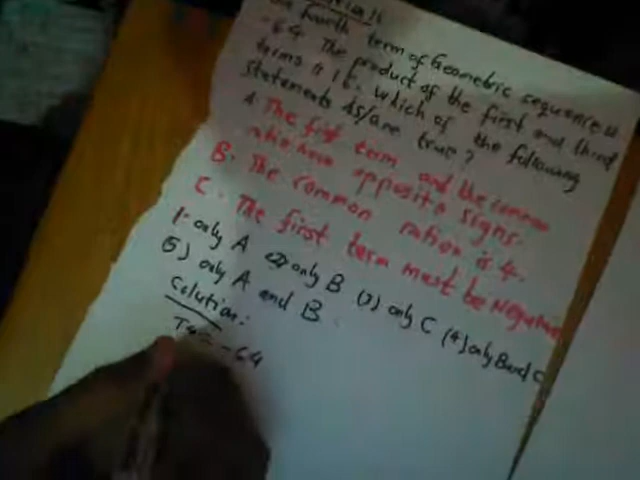 Fourth term of Geometric sequence is
-64. The product of the first and third
terms is 16. which of the following
statements is/are true?
A. The first term and the common
ratio have opposite signs.
B. The common ration is 4.
C. The first term must be Negative
1. only A (2) only B (3) only C (4) only B and C
(5) only A and B.
Solution:
T4 = -64